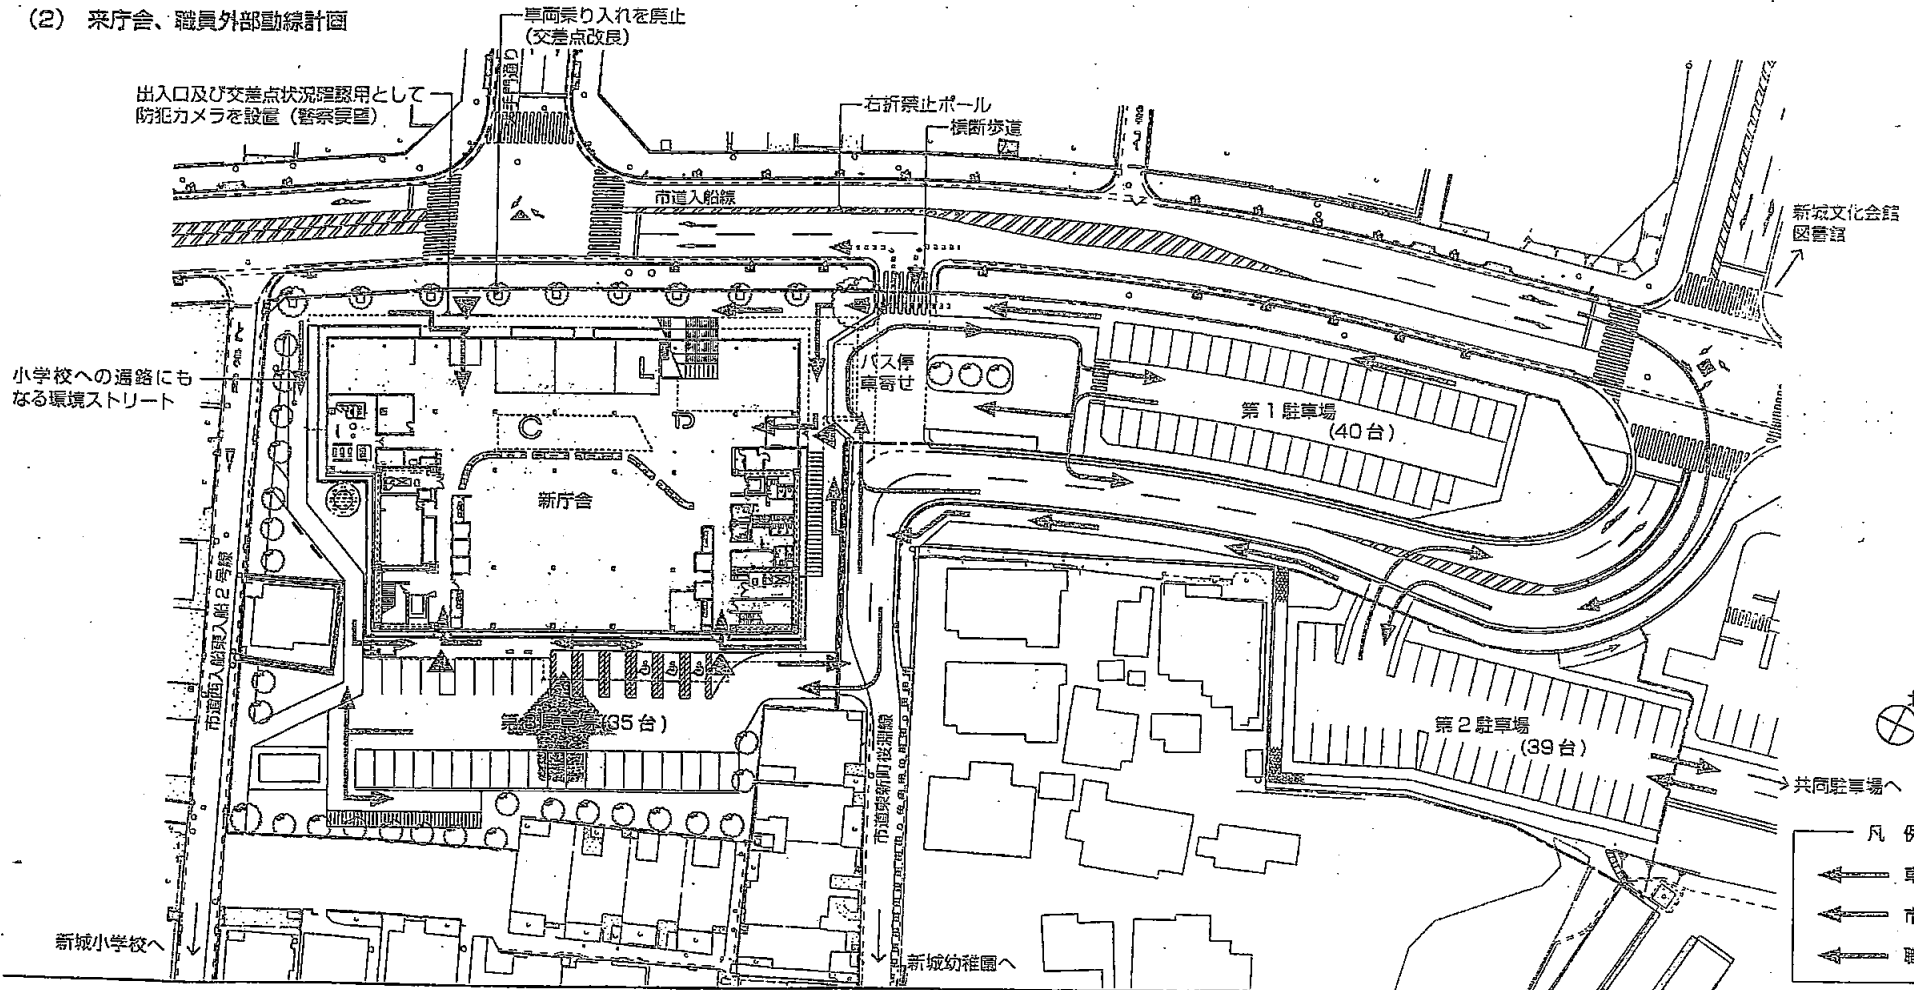 (2) 来庁舎、職員外部動線計画
車両乗り入れを廃止
(交差点改良)
出入口及び交差点状況確認用として
防犯カメラを設置(警察要望)
手門通り
右折禁止ポール
横断歩道
市道入船線
新城文化会館
図書館
小学校への通路にも
なる環境ストリート
バス停
車寄せ
第1駐車場
(40台)
新庁舎
市道西入船東入船2号線
(35台)
第2駐車場
(39台)
市道東新町桜淵線
共同駐車場へ
凡 例
新城小学校へ
新城幼稚園へ